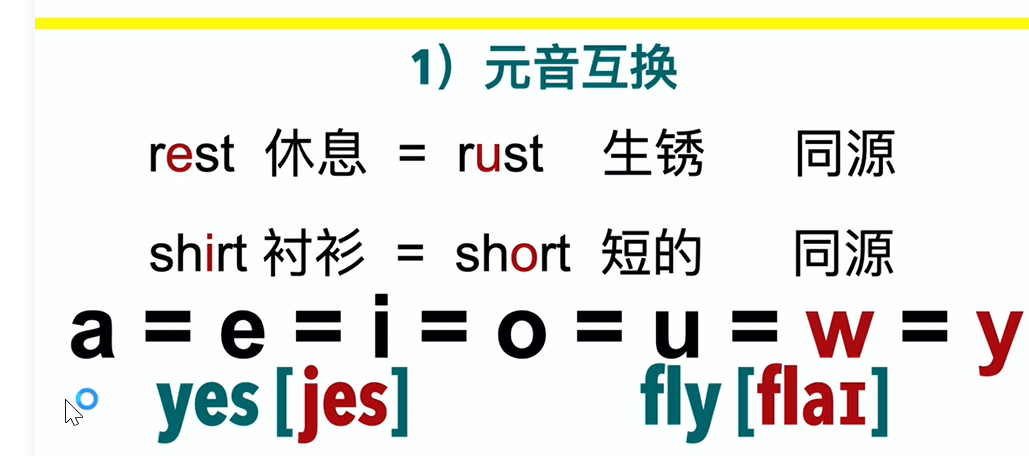 1）元音互换
rest 休息 = rust 生锈 同源
shirt 衬衫 = short 短的 同源
a = e = i = o = u = w = y
yes [jes] fly [flaɪ]